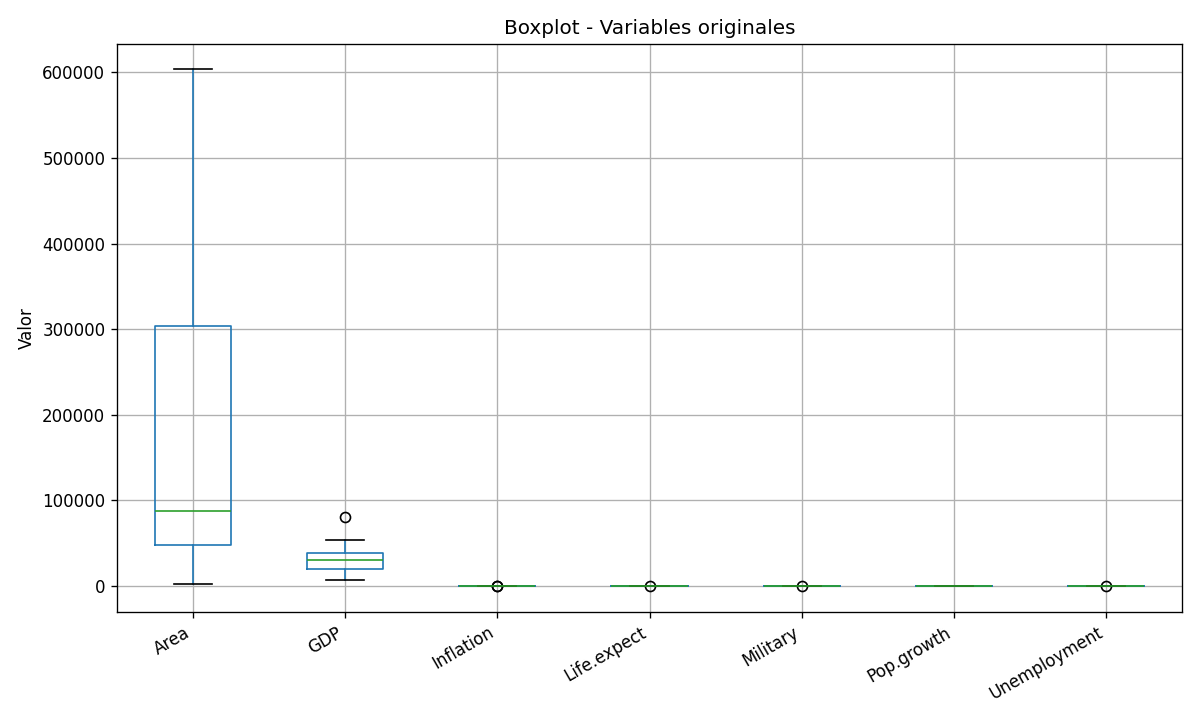 Boxplot - Variables originales
Valor
600000
500000
400000
300000
200000
100000
0
Area
GDP
Inflation
Life.expect
Military
Pop.growth
Unemployment